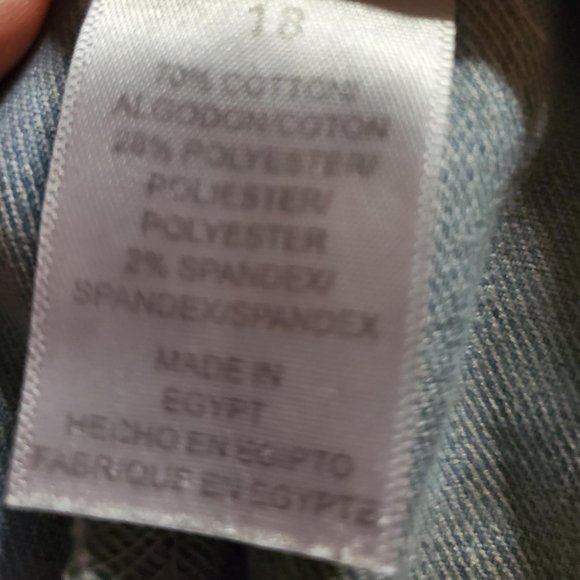 18
70% COTTON/
ALGODON/COTON
28% POLYESTER/
POLIESTER/
POLYESTER
2% SPANDEX/
SPANDEX/SPANDEX
MADE IN
EGYPT
HECHO EN EGIPTO
FABRIQUE EN EGYPTE